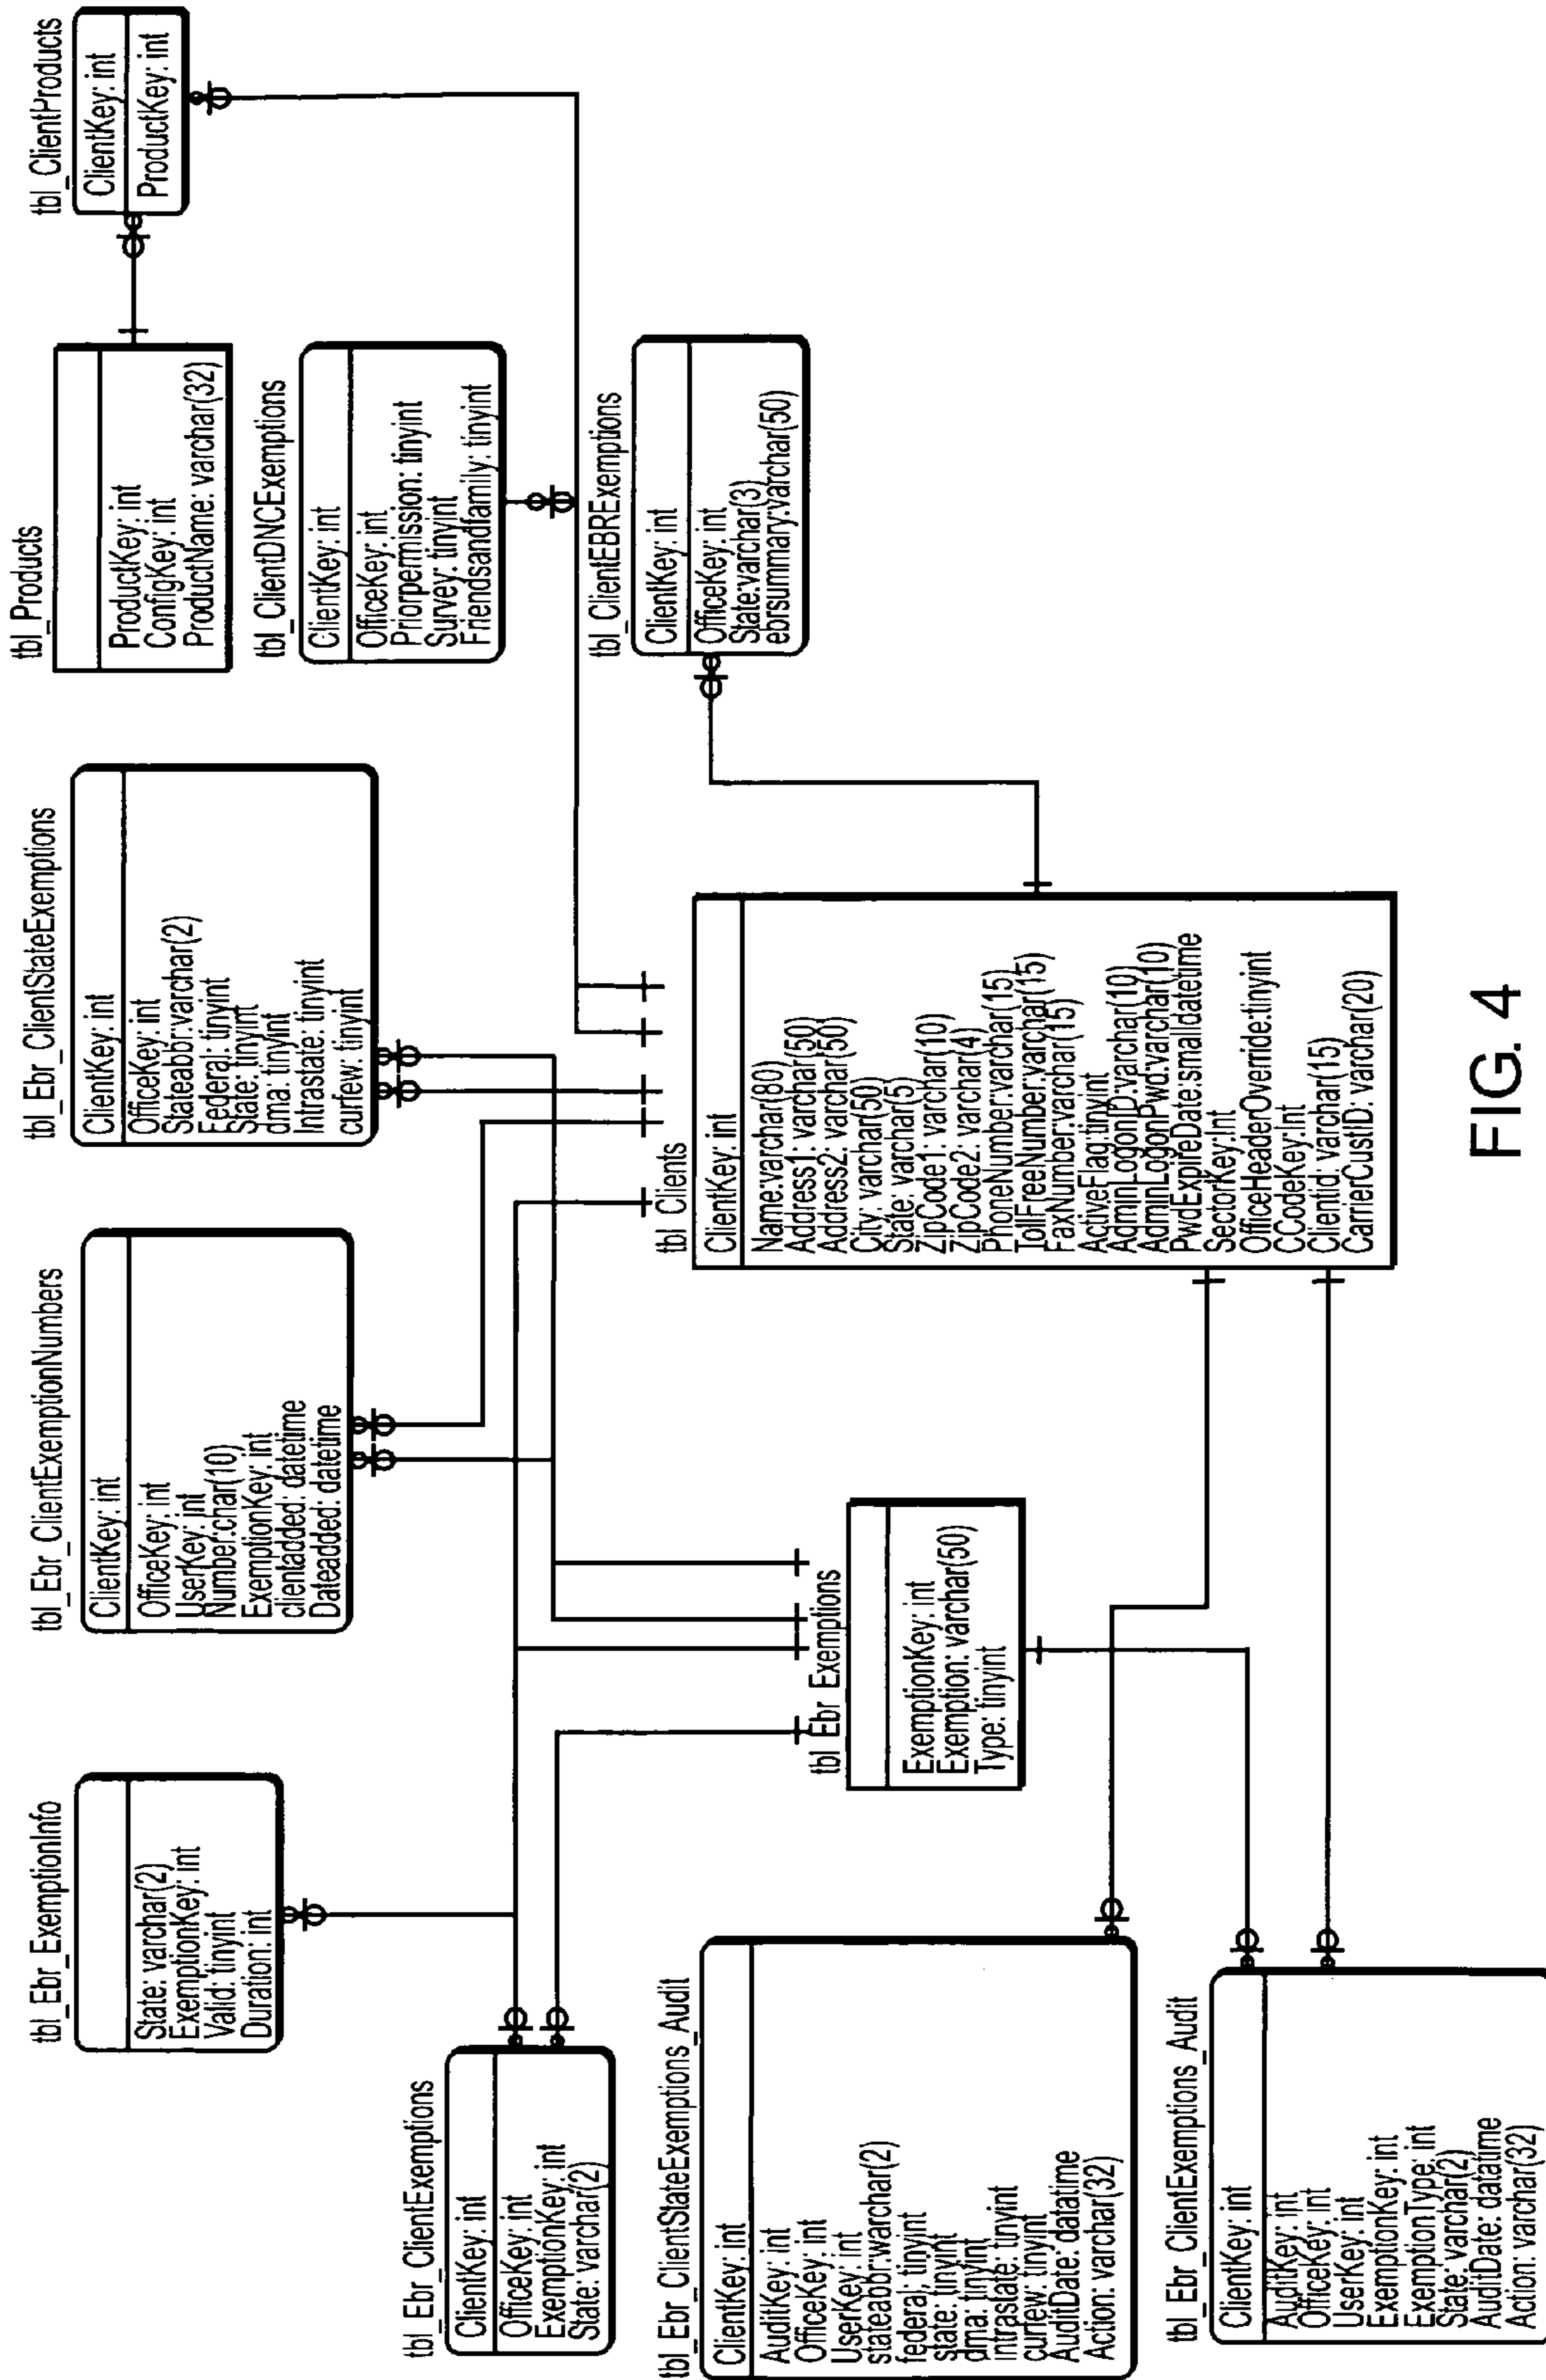 tbl_Ebr_ExemptionInfo
State: varchar(2)
ExemptionKey: int
Valid: tinyint
Duration: int
tbl_Ebr_ClientExemptionNumbers
ClientKey: int
OfficeKey: int
UserKey: int
Number:char(10)
ExemptionKey: int
clientadded: datetime
Dateadded: datetime
tbl_Ebr_ClientStateExemptions
ClientKey: int
OfficeKey: int
Stateabbr:varchar(2)
Federal: tinyint
State: tinyint
dma: tinyint
Intrastate: tinyint
curfew: tinyint
tbl_Products
ProductKey: int
ConfigKey: int
ProductName: varchar(32)
tbl_ClientProducts
ClientKey: int
ProductKey: int
tbl_ClientDNCExemptions
ClientKey: int
OfficeKey: int
Priorpermission: tinyint
Survey: tinyint
Friendsandfamily: tinyint
tbl_Ebr_ClientExemptions
ClientKey: int
OfficeKey: int
ExemptionKey: int
State: varchar(2)
tbl_ClientEBRExemptions
ClientKey: int
OfficeKey: int
State:varchar(3)
ebrsummary:varchar(50)
tbl_Ebr_ClientStateExemptions_Audit
ClientKey: int
AuditKey: int
OfficeKey: int
UserKey: int
stateabbr:warchar(2)
federal; tinyint
state: tinyint
dma: tinyint
intrastate: tinyint
curfew: tinyint
AuditDate: datatime
Action: varchar(32)
tbl_Ebr_Exemptions
ExemptionKey: int
Exemption: varchar(50)
Type: tinyint
tbl_Clients
ClientKey: int
Name:varchar(80)
Address1: varchar(50)
Address2: varchar(50)
City: varchar(50)
State: varchar(5)
ZipCode1: varchar(10)
ZipCode2: varchar(4)
PhoneNumber:varchar(15)
TollFreeNumber:varchar(15)
FaxNumber:varchar(15)
ActiveFlag:tinyint
AdminLogonID:varchar(10)
AdminLogonPwd:varchar(10)
PwdExpireDate:smalldatetime
SectorKey:Int
OfficeHeaderOverride:tinyint
CCodeKey:Int
Clientid: varchar(15)
CarrierCustID: varchar(20)
tbl_Ebr_ClientExemptions_Audit
ClientKey: int
AuditKey: int
OfficeKey: int
UserKey: int
ExemptionKey: int
ExemptionType: int
State: varchar(2)
AuditDate: datatime
Action: varchar(32)
FIG. 4